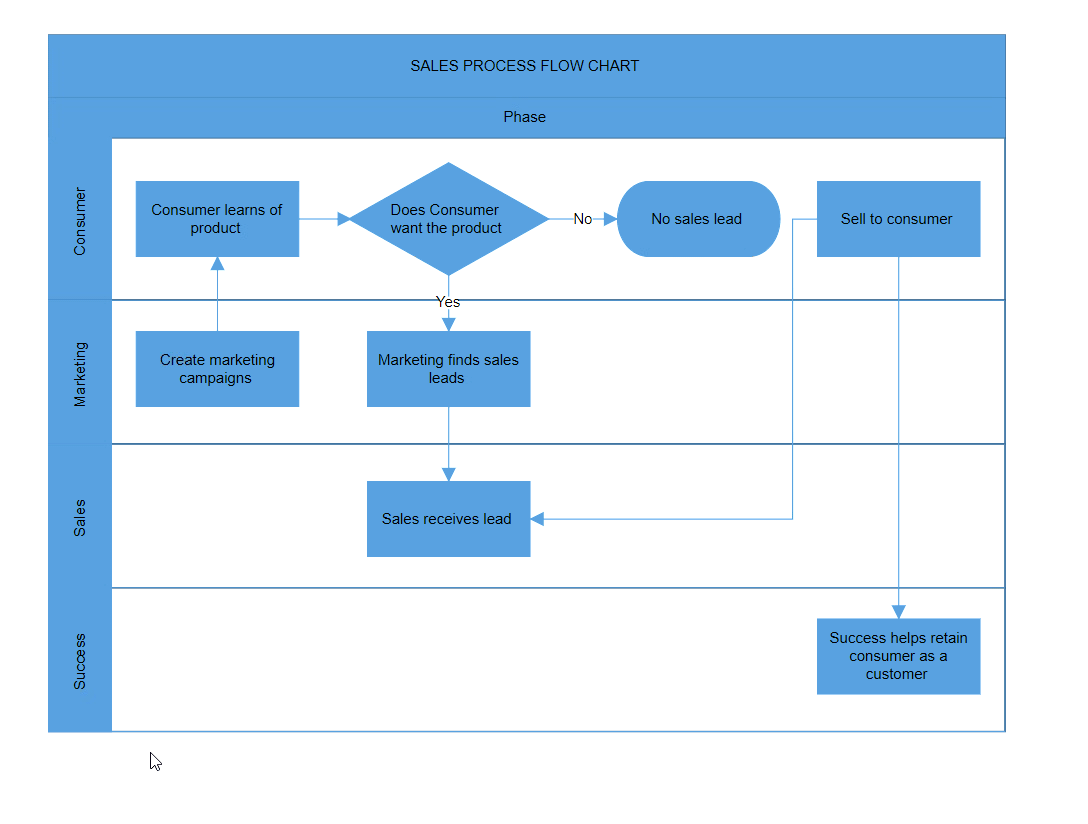 SALES PROCESS FLOW CHART
Phase
Consumer
Consumer learns of
product
Does Consumer
want the product
No
No sales lead
Sell to consumer
Yes
Marketing
Create marketing
campaigns
Marketing finds sales
leads
Sales
Sales receives lead
Success
Success helps retain
consumer as a
customer